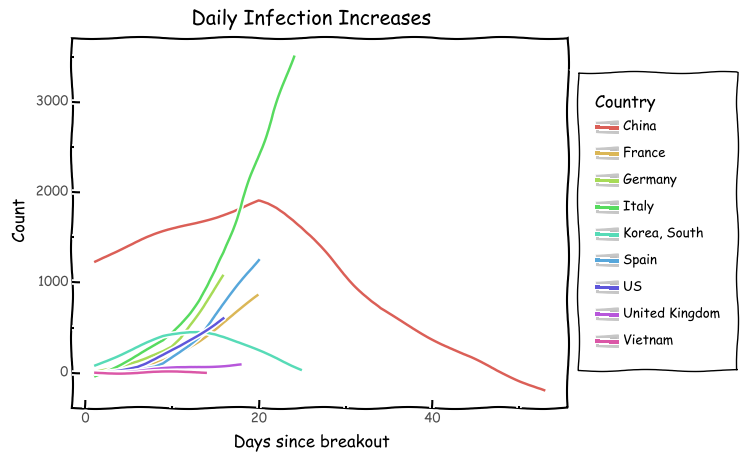 Daily Infection Increases
Count
3000
2000
1000
0
0
20
40
Days since breakout
Country
China
France
Germany
Italy
Korea, South
Spain
US
United Kingdom
Vietnam